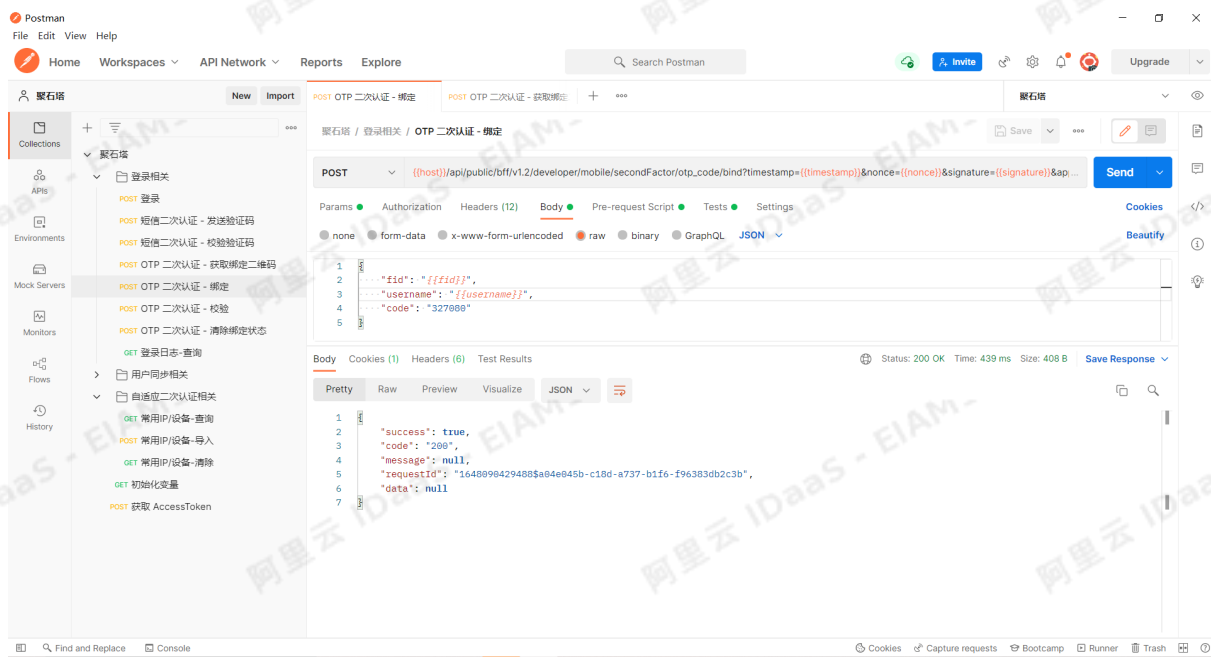 Postman
File Edit View Help
Home Workspaces API Network Reports Explore Search Postman Invite Upgrade
聚石塔 New Import POST OTP 二次认证 - 绑定 POST OTP 二次认证 - 获取绑定 聚石塔
Collections
APIs
Environments
Mock Servers
Monitors
Flows
History
聚石塔
登录相关
POST 登录
POST 短信二次认证 - 发送验证码
POST 短信二次认证 - 校验验证码
POST OTP 二次认证 - 获取绑定二维码
POST OTP 二次认证 - 绑定
POST OTP 二次认证 - 校验
POST OTP 二次认证 - 清除绑定状态
GET 登录日志-查询
用户同步相关
自适应二次认证相关
GET 常用IP/设备-查询
POST 常用IP/设备-导入
GET 常用IP/设备-清除
GET 初始化变量
POST 获取 AccessToken
聚石塔 / 登录相关 / OTP 二次认证 - 绑定 Save
POST {{host}}/api/public/bff/v1.2/developer/mobile/secondFactor/otp_code/bind?timestamp={{timestamp}}&nonce={{nonce}}&signature={{signature}}&ap... Send
Params Authorization Headers (12) Body Pre-request Script Tests Settings Cookies
none form-data x-www-form-urlencoded raw binary GraphQL JSON Beautify
1 {
2 "fid": "{{fid}}",
3 "username": "{{username}}",
4 "code": "327080"
5 }
Body Cookies (1) Headers (6) Test Results Status: 200 OK Time: 439 ms Size: 408 B Save Response
Pretty Raw Preview Visualize JSON
1 {
2 "success": true,
3 "code": "200",
4 "message": null,
5 "requestId": "1648090429488$a04e045b-c18d-a737-b1f6-f96383db2c3b",
6 "data": null
7 }
Find and Replace Console Cookies Capture requests Bootcamp Runner Trash
阿里云 IDaaS - EIAM